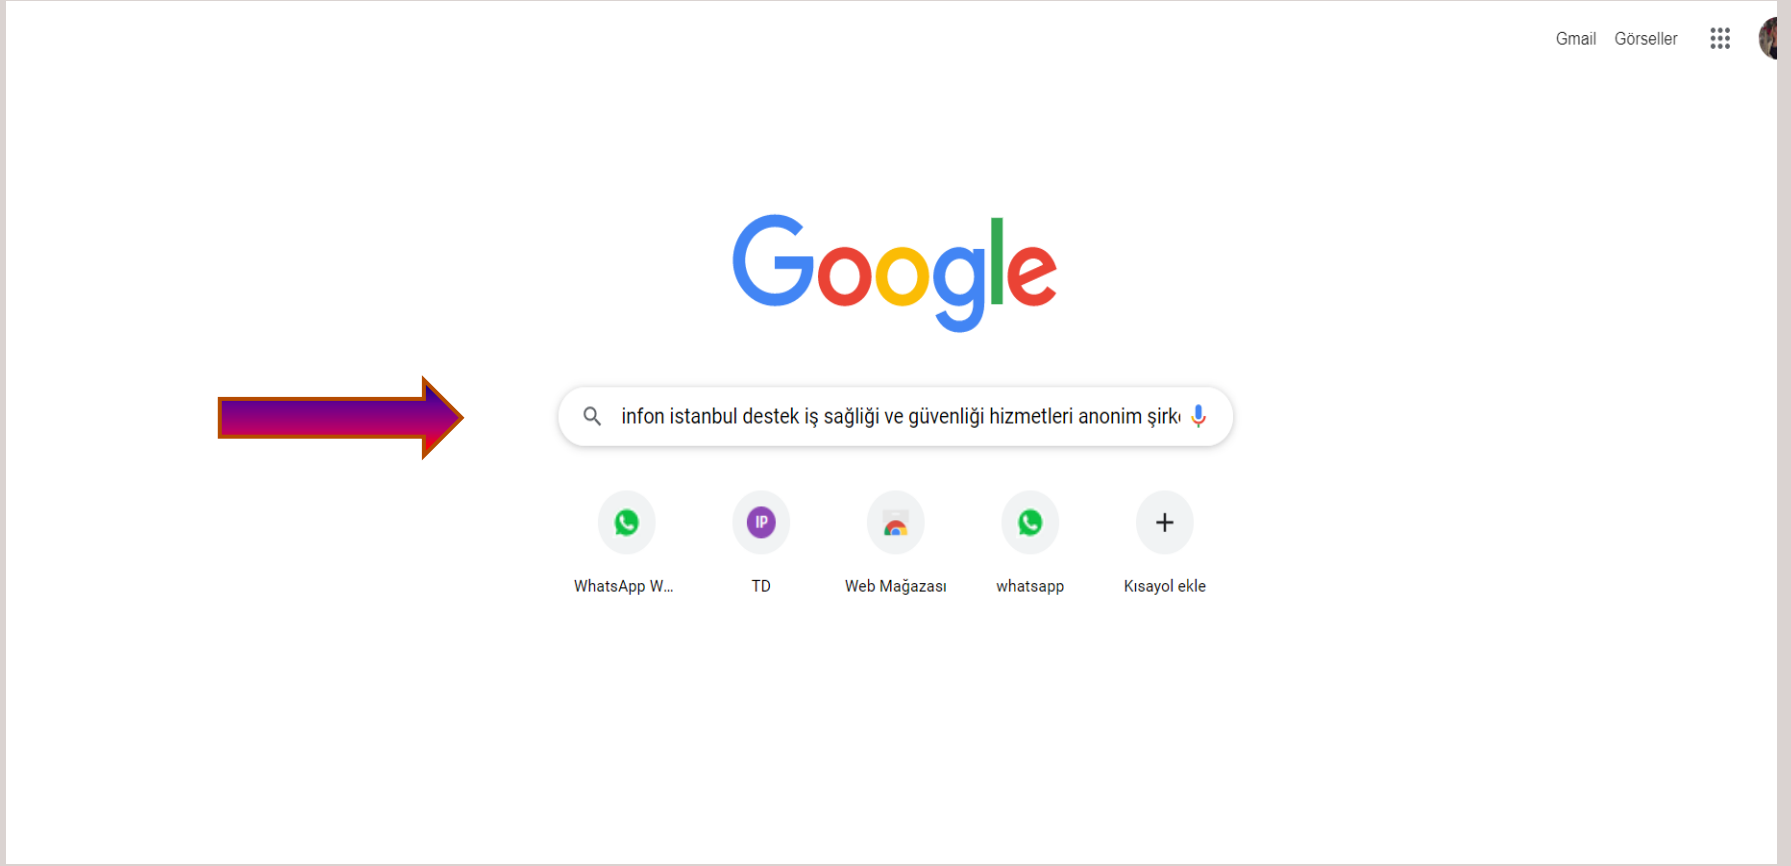 Gmail Görseller
Google
infon istanbul destek iş sağliği ve güvenliği hizmetleri anonim şirk
IP
WhatsApp W...
TD
Web Mağazası
whatsapp
Kısayol ekle